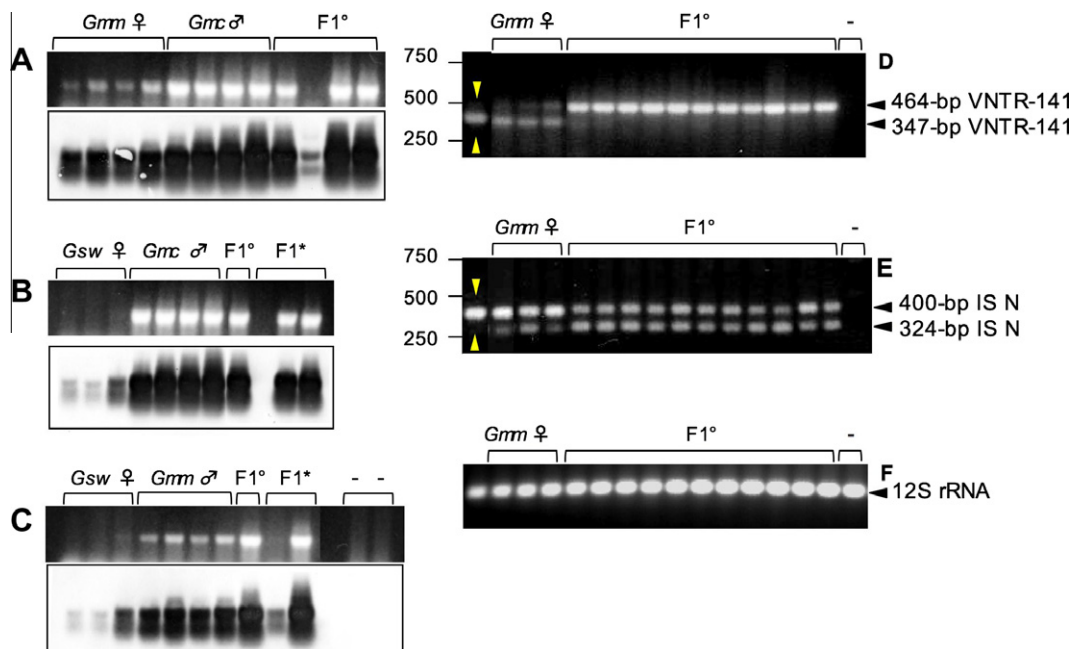 A
Gmm ♀ Gmc ♂ F1°
B
Gsw ♀ Gmc ♂ F1° F1*
C
Gsw ♀ Gmm ♂ F1° F1* - -
Gmm ♀ F1° -
D
750
500
250
464-bp VNTR-141
347-bp VNTR-141
Gmm ♀ F1° -
E
750
500
250
400-bp IS N
324-bp IS N
Gmm ♀ F1° -
F
12S rRNA